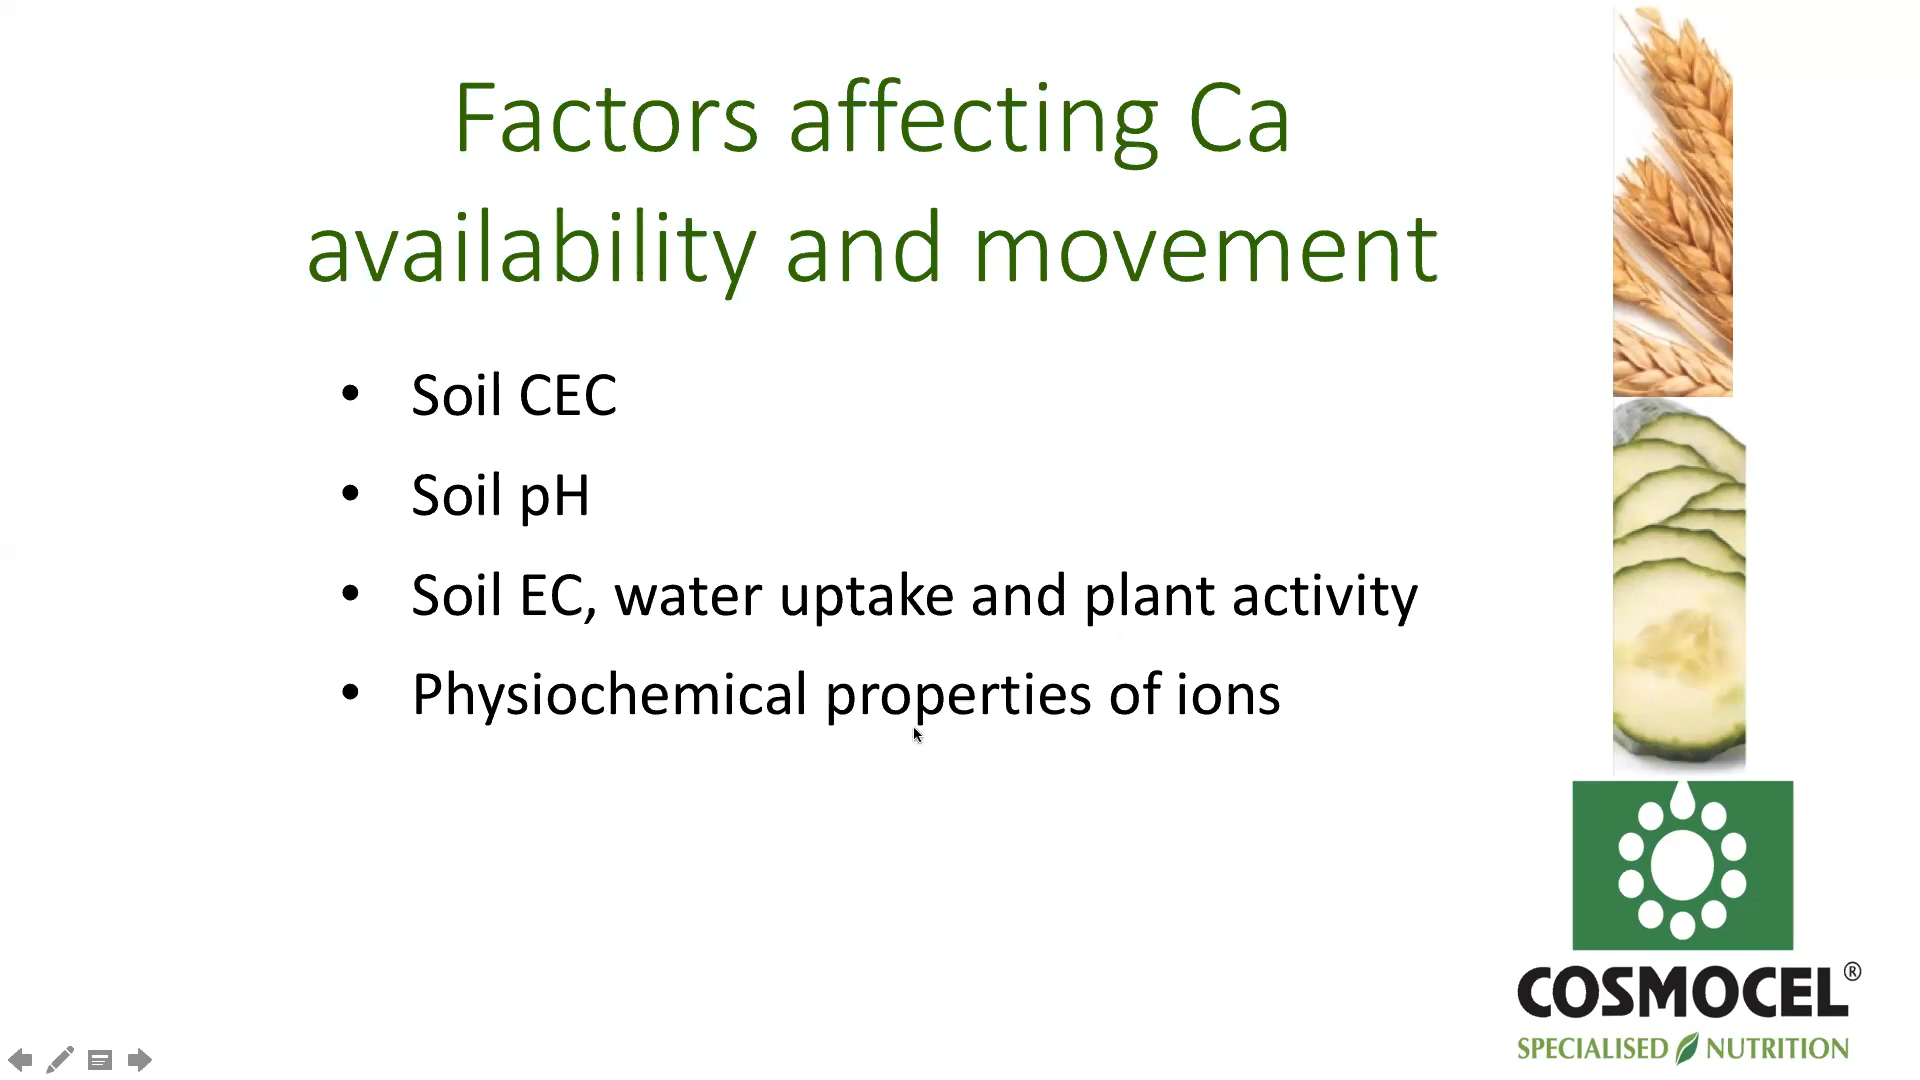 Factors affecting Ca
availability and movement
• Soil CEC
• Soil pH
• Soil EC, water uptake and plant activity
• Physiochemical properties of ions
COSMOCEL®
SPECIALISED NUTRITION